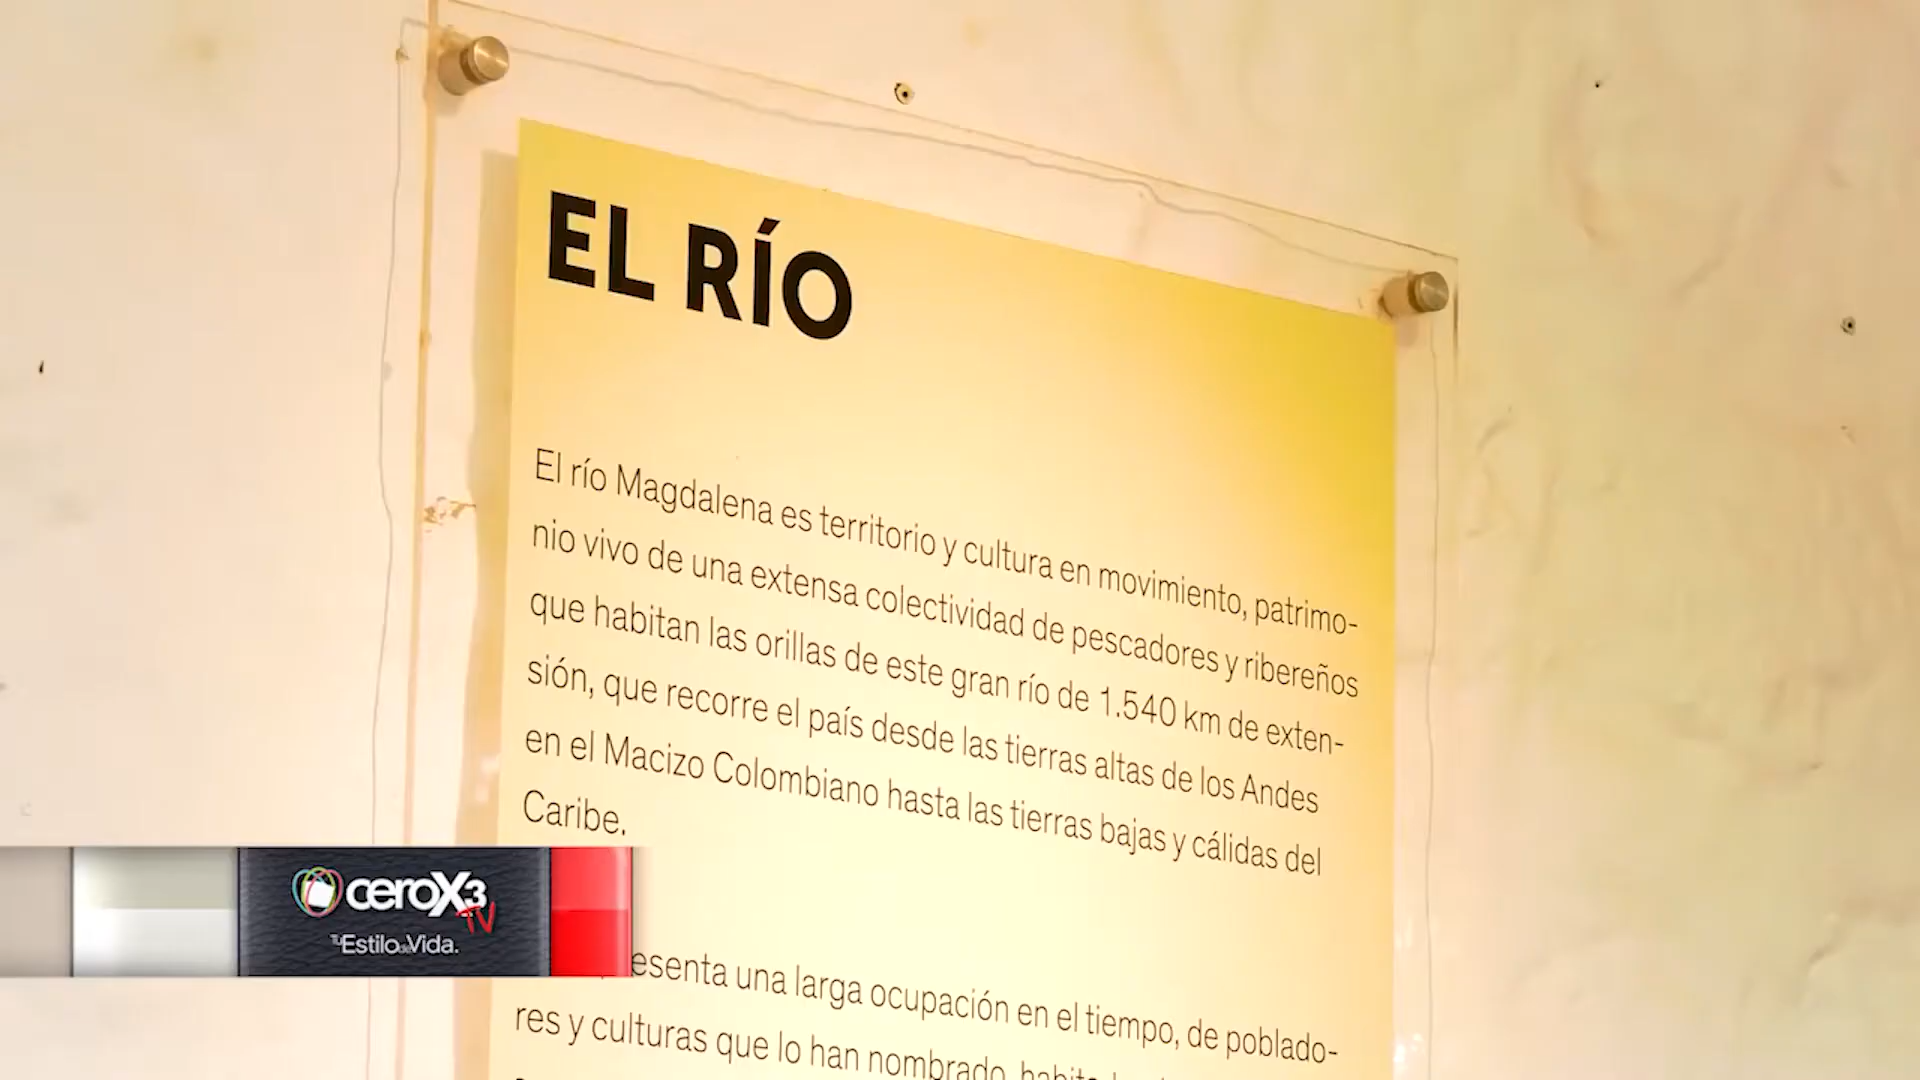 EL RÍO
El río Magdalena es territorio y cultura en movimiento, patrimo-
nio vivo de una extensa colectividad de pescadores y ribereños
que habitan las orillas de este gran río de 1.540 km de exten-
sión, que recorre el país desde las tierras altas de los Andes
en el Macizo Colombiano hasta las tierras bajas y cálidas del
Caribe.
ceroX3
TV
Tu Estilo de Vida.
una larga ocupación en el tiempo, de poblado-
res y culturas que lo han nombrado,